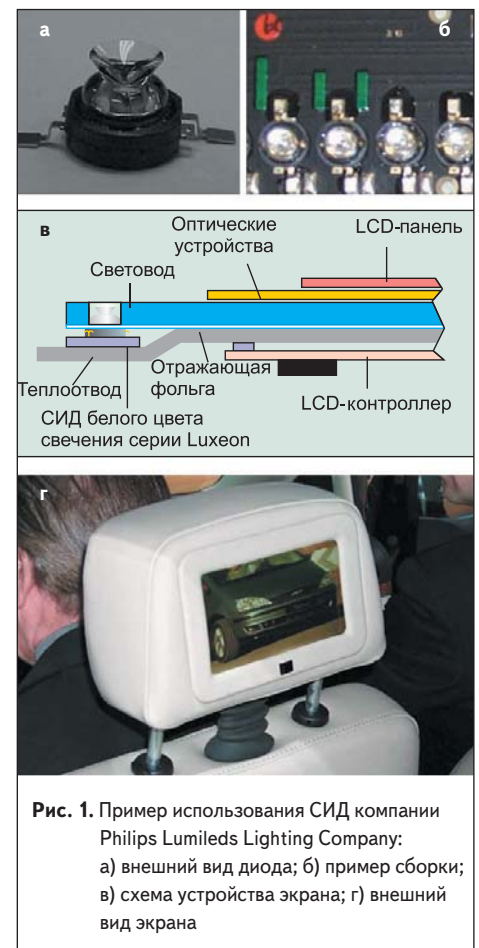 а
б
в
Оптические
устройства
LCD-панель
Световод
Отражающая
фольга
Теплоотвод
СИД белого цвета
свечения серии Luxeon
LCD-контроллер
г
Рис. 1. Пример использования СИД компании
Philips Lumileds Lighting Company:
а) внешний вид диода; б) пример сборки;
в) схема устройства экрана; г) внешний
вид экрана